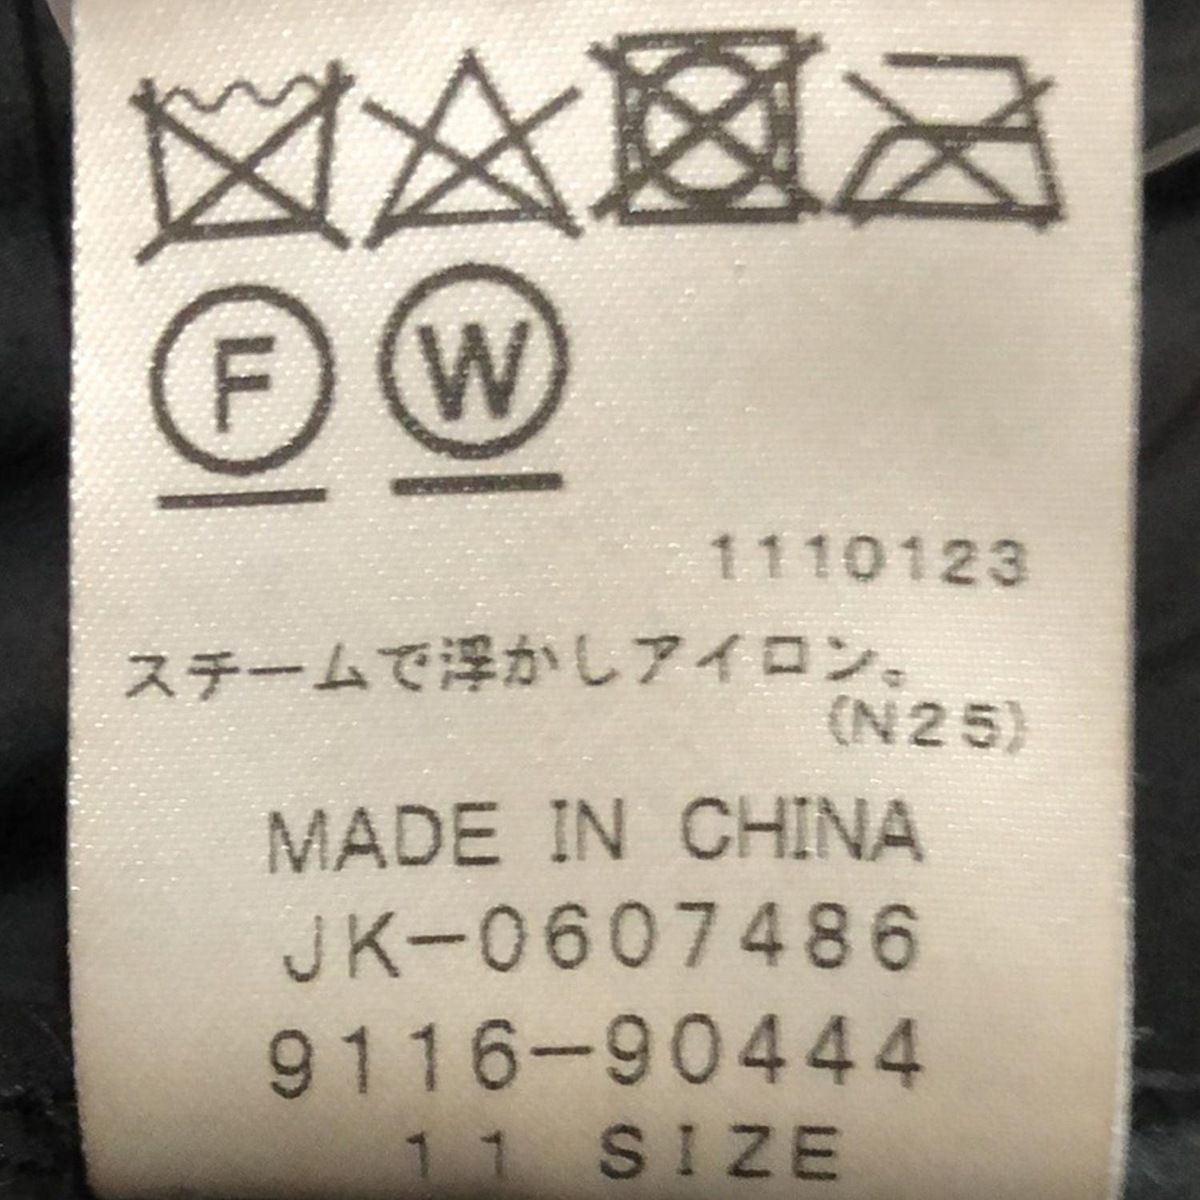 F W
1110123
スチームで浮かしアイロン。
(N25)
MADE IN CHINA
JK-0607486
9116-90444
11 SIZE